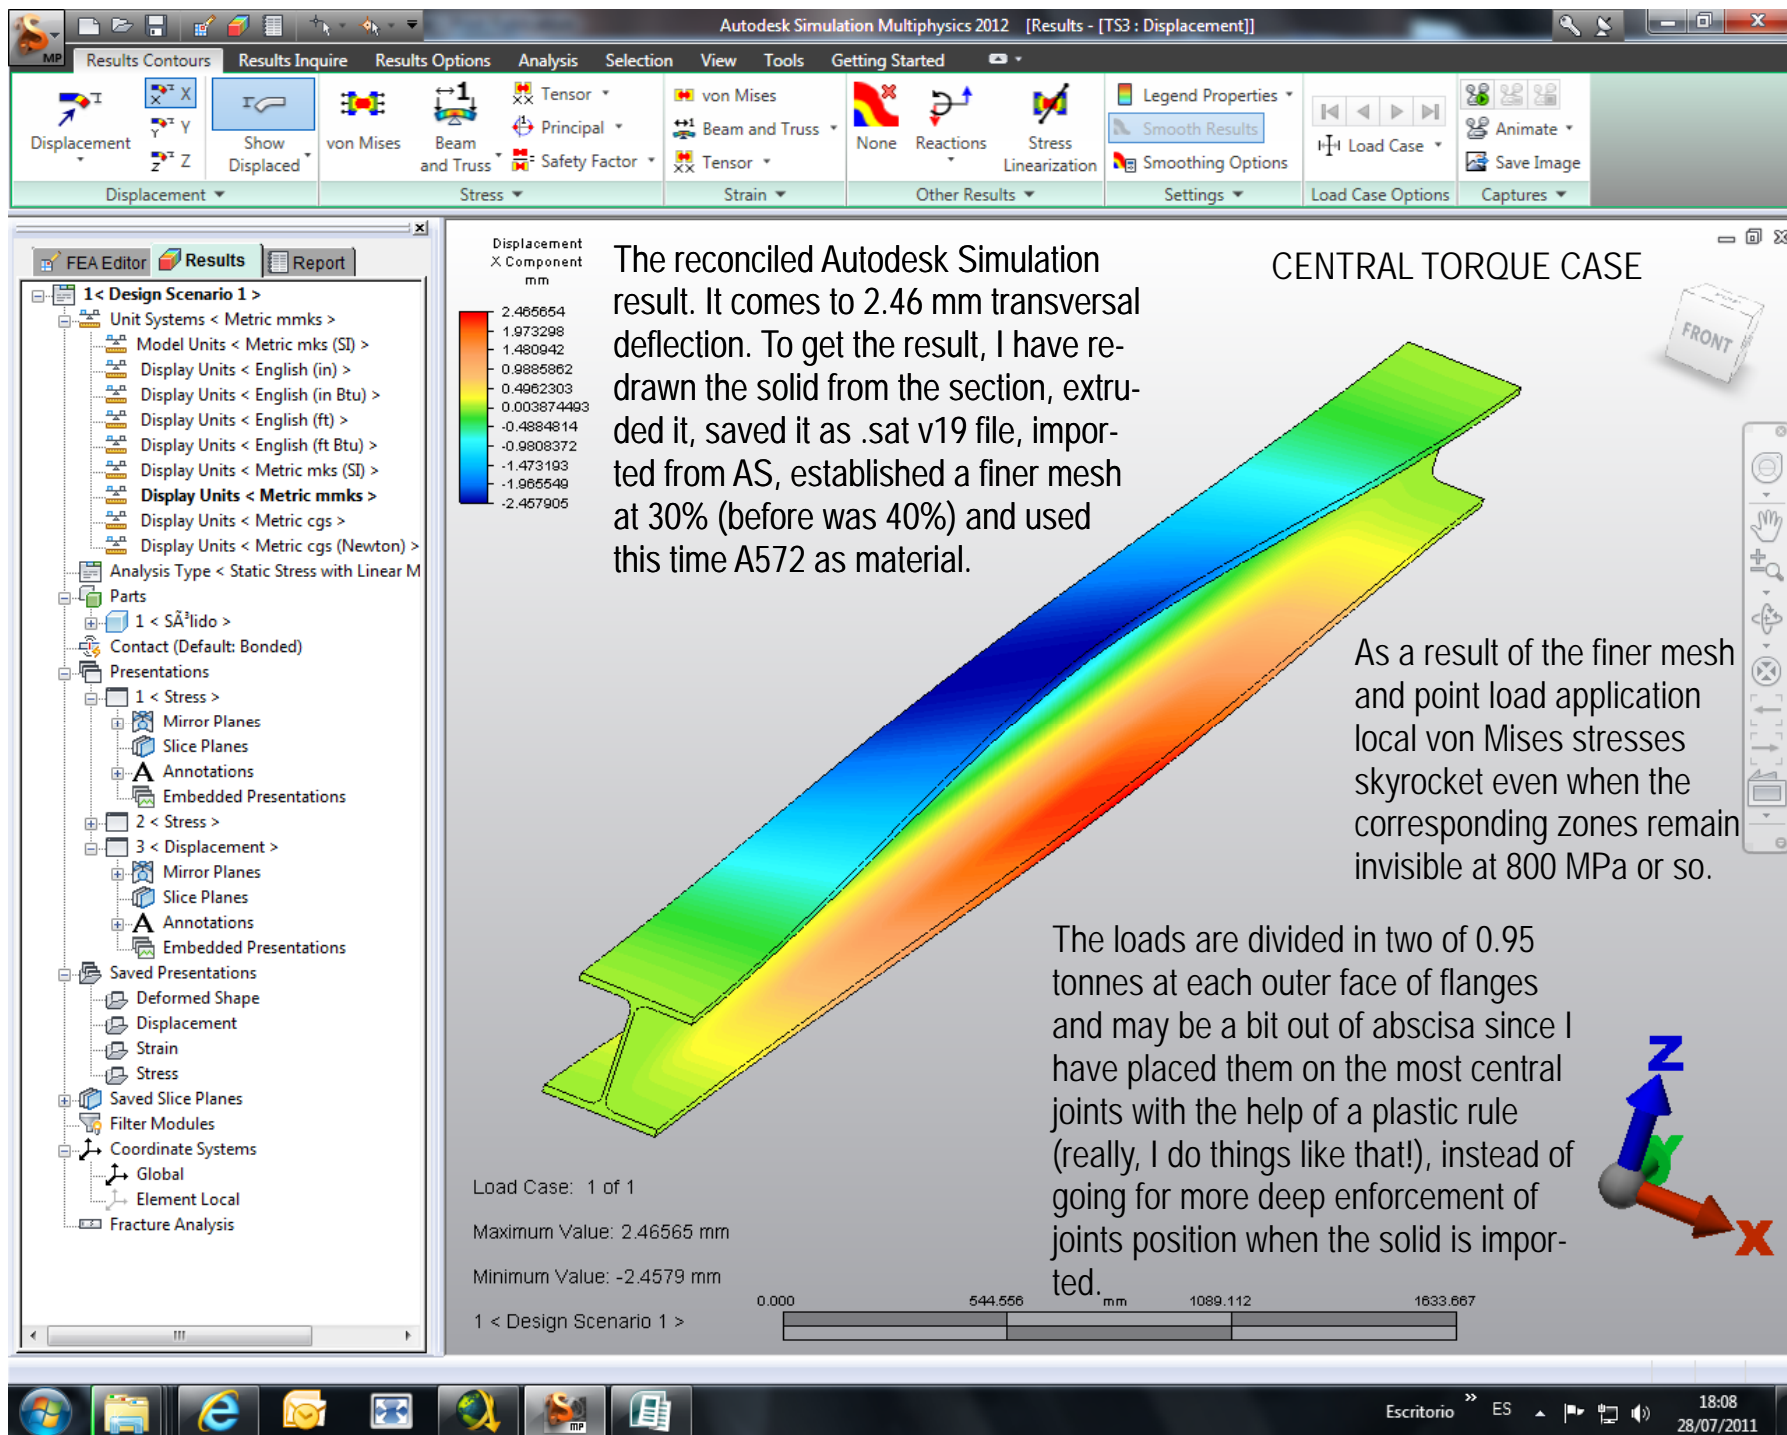 Autodesk Simulation Multiphysics 2012 [Results - [TS3 : Displacement]]
MP
Results Contours Results Inquire Results Options Analysis Selection View Tools Getting Started
Displacement
X
Y
Z
Show
Displaced
von Mises
Beam
and Truss
Tensor
Principal
Safety Factor
von Mises
Beam and Truss
Tensor
None
Reactions
Stress
Linearization
Legend Properties
Smooth Results
Smoothing Options
Load Case
Animate
Save Image
Displacement
Stress
Strain
Other Results
Settings
Load Case Options
Captures
FEA Editor Results Report
1< Design Scenario 1 >
Unit Systems < Metric mmks >
Model Units < Metric mks (SI) >
Display Units < English (in) >
Display Units < English (in Btu) >
Display Units < English (ft) >
Display Units < English (ft Btu) >
Display Units < Metric mks (SI) >
Display Units < Metric mmks >
Display Units < Metric cgs >
Display Units < Metric cgs (Newton) >
Analysis Type < Static Stress with Linear M
Parts
1 < SÃ³lido >
Contact (Default: Bonded)
Presentations
1 < Stress >
Mirror Planes
Slice Planes
Annotations
Embedded Presentations
2 < Stress >
3 < Displacement >
Mirror Planes
Slice Planes
Annotations
Embedded Presentations
Saved Presentations
Deformed Shape
Displacement
Strain
Stress
Saved Slice Planes
Filter Modules
Coordinate Systems
Global
Element Local
Fracture Analysis
Displacement
X Component
mm
2.465654
1.973298
1.480942
0.9885862
0.4962303
0.003874493
-0.4884814
-0.9808372
-1.473193
-1.965549
-2.457905
The reconciled Autodesk Simulation
result. It comes to 2.46 mm transversal
deflection. To get the result, I have re-
drawn the solid from the section, extru-
ded it, saved it as .sat v19 file, impor-
ted from AS, established a finer mesh
at 30% (before was 40%) and used
this time A572 as material.
CENTRAL TORQUE CASE
FRONT
As a result of the finer mesh
and point load application
local von Mises stresses
skyrocket even when the
corresponding zones remain
invisible at 800 MPa or so.
The loads are divided in two of 0.95
tonnes at each outer face of flanges
and may be a bit out of abscisa since I
have placed them on the most central
joints with the help of a plastic rule
(really, I do things like that!), instead of
going for more deep enforcement of
joints position when the solid is impor-
ted.
Z
Y
X
Load Case: 1 of 1
Maximum Value: 2.46565 mm
Minimum Value: -2.4579 mm
1 < Design Scenario 1 >
0.000 544.556 mm 1089.112 1633.667
Escritorio
ES
18:08
28/07/2011